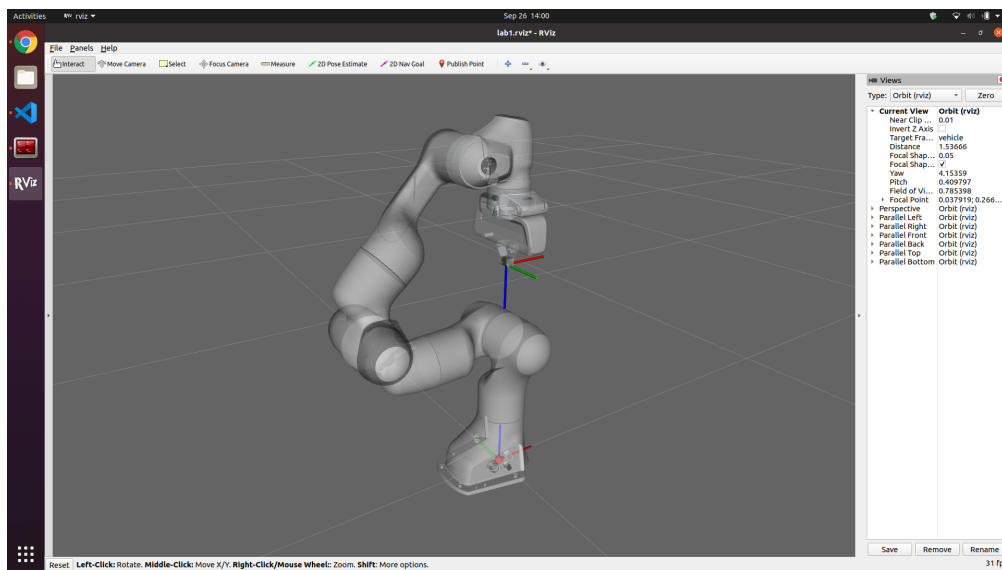 Activities RViz rviz Sep 26 14:00
lab1.rviz* - RViz
File Panels Help
Interact Move Camera Select Focus Camera Measure 2D Pose Estimate 2D Nav Goal Publish Point
Views
Type: Orbit (rviz) Zero
Current View Orbit (rviz)
Near Clip ... 0.01
Invert Z Axis
Target Fra... vehicle
Distance 1.53666
Focal Shap... 0.05
Focal Shap...
Yaw 4.15359
Pitch 0.409797
Field of Vi... 0.785398
Focal Point 0.037919; 0.266...
Perspective Orbit (rviz)
Parallel Left Orbit (rviz)
Parallel Right Orbit (rviz)
Parallel Front Orbit (rviz)
Parallel Back Orbit (rviz)
Parallel Top Orbit (rviz)
Parallel Bottom Orbit (rviz)
RViz
Save Remove Rename
Reset Left-Click: Rotate. Middle-Click: Move X/Y. Right-Click/Mouse Wheel:: Zoom. Shift: More options. 31 fp